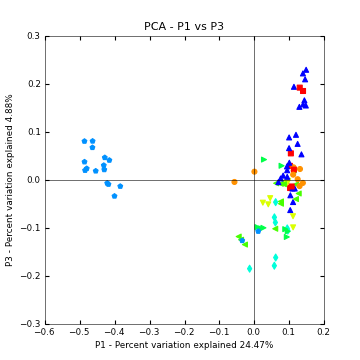 PCA - P1 vs P3
0.3
0.2
0.1
0.0
−0.1
−0.2
−0.3
P3 - Percent variation explained 4.88%
−0.6 −0.5 −0.4 −0.3 −0.2 −0.1 0.0 0.1 0.2
P1 - Percent variation explained 24.47%